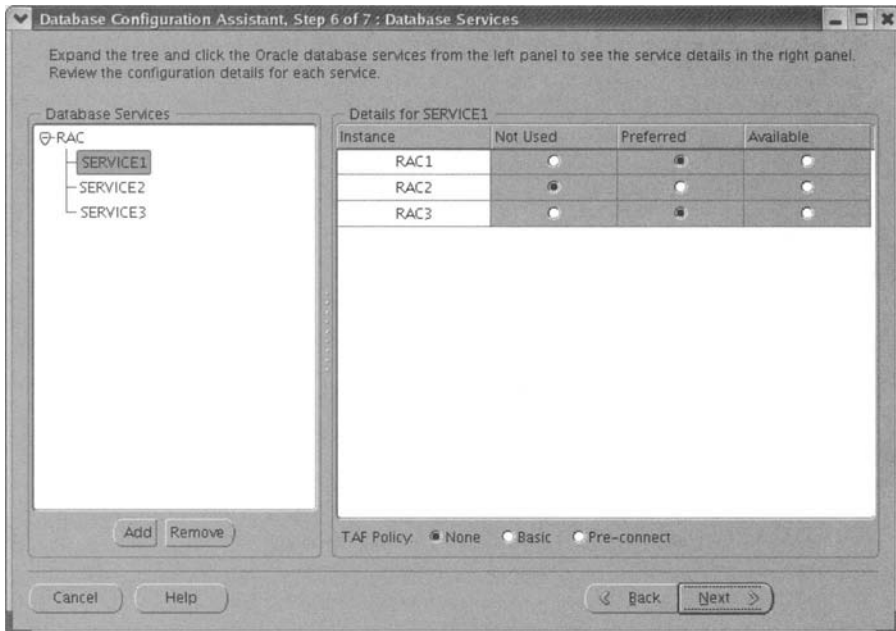 Database Configuration Assistant, Step 6 of 7 : Database Services
Expand the tree and click the Oracle database services from the left panel to see the service details in the right panel.
Review the configuration details for each service.
Database Services
RAC
SERVICE1
SERVICE2
SERVICE3
Add Remove
Details for SERVICE1
Instance Not Used Preferred Available
RAC1
RAC2
RAC3
TAF Policy: None Basic Pre-connect
Cancel Help Back Next